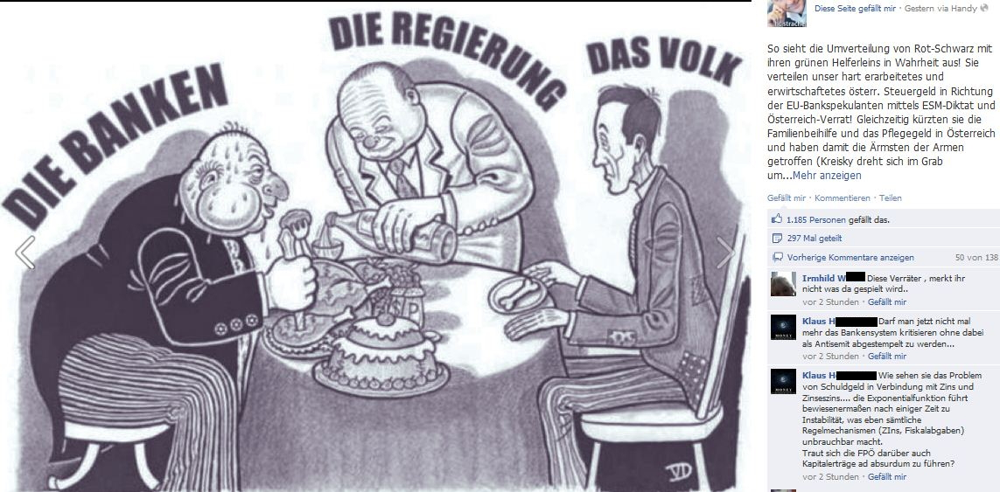 DIE BANKEN
DIE REGIERUNG
DAS VOLK
VD
hcstrache
Diese Seite gefällt mir · Gestern via Handy
So sieht die Umverteilung von Rot-Schwarz mit
ihren grünen Helferleins in Wahrheit aus! Sie
verteilen unser hart erarbeitetes und
erwirtschaftetes österr. Steuergeld in Richtung
der EU-Bankspekulanten mittels ESM-Diktat und
Österreich-Verrat! Gleichzeitig kürzten sie die
Familienbeihilfe und das Pflegegeld in Österreich
und haben damit die Ärmsten der Armen
getroffen (Kreisky dreht sich im Grab
um...Mehr anzeigen
Gefällt mir · Kommentieren · Teilen
1.185 Personen gefällt das.
297 Mal geteilt
Vorherige Kommentare anzeigen 50 von 138
Irmhild W Diese Verräter , merkt ihr
nicht was da gespielt wird..
vor 2 Stunden · Gefällt mir
MONEY
Klaus H Darf man jetzt nicht mal
mehr das Bankensystem kritisieren ohne dabei
als Antisemit abgestempelt zu werden...
vor 2 Stunden · Gefällt mir
MONEY
Klaus H Wie sehen sie das Problem
von Schuldgeld in Verbindung mit Zins und
Zinseszins.... die Exponentialfunktion führt
bewiesenermaßen nach einiger Zeit zu
Instabilität, was eben sämtliche
Regelmechanismen (ZIns, Fiskalabgaben)
unbrauchbar macht.
Traut sich die FPÖ darüber auch
Kapitalerträge ad absurdum zu führen?
vor 2 Stunden · Gefällt mir